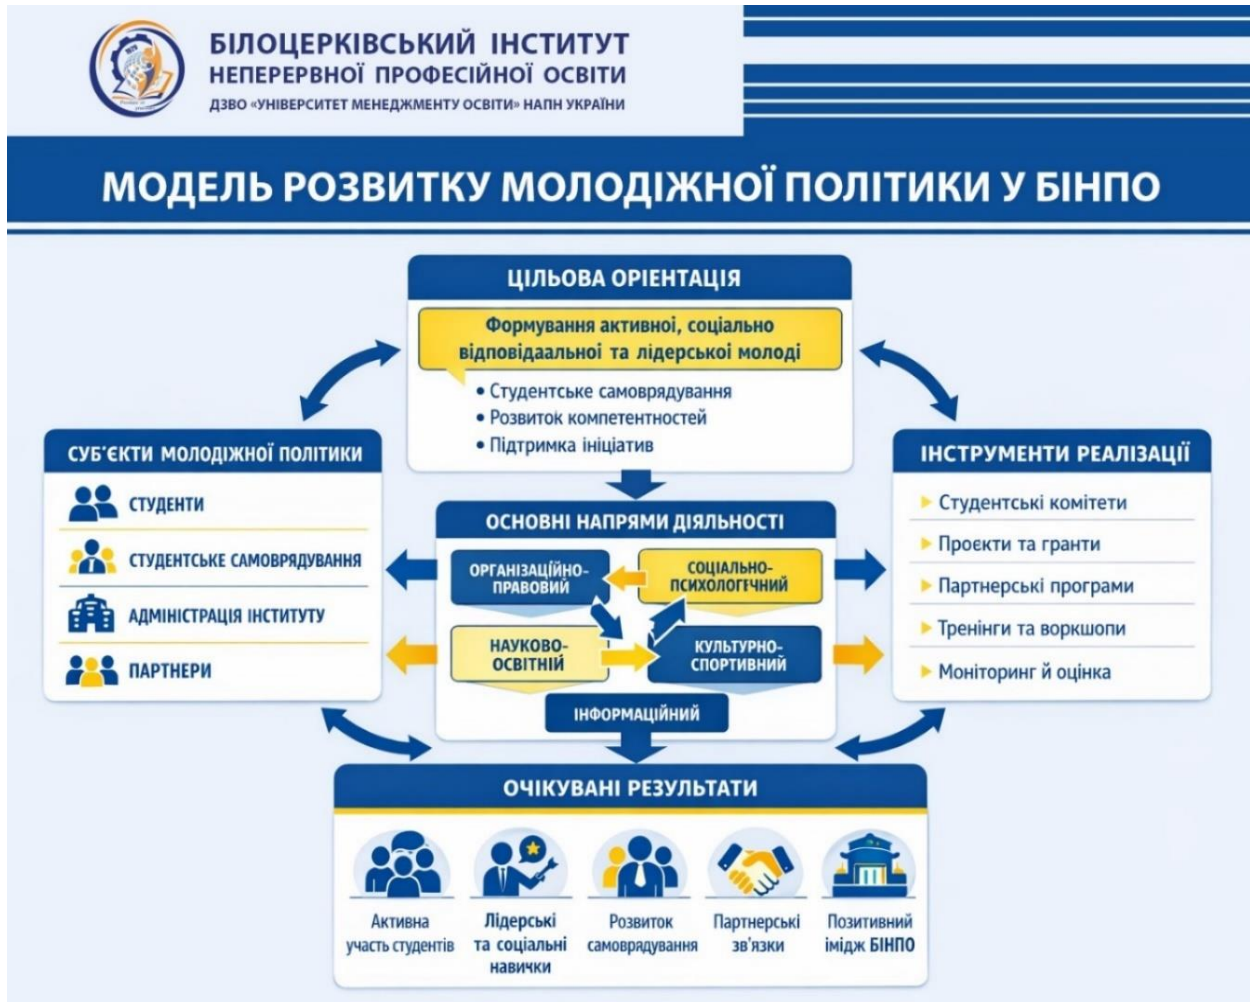 БІЛОЦЕРКІВСЬКИЙ ІНСТИТУТ
НЕПЕРЕРВНОЇ ПРОФЕСІЙНОЇ ОСВІТИ
ДЗВО «УНІВЕРСИТЕТ МЕНЕДЖМЕНТУ ОСВІТИ» НАПН УКРАЇНИ
МОДЕЛЬ РОЗВИТКУ МОЛОДІЖНОЇ ПОЛІТИКИ У БІНПО
ЦІЛЬОВА ОРІЄНТАЦІЯ
Формування активної, соціально
відповідаальної та лідерської молоді
• Студентське самоврядування
• Розвиток компетентностей
• Підтримка ініціатив
СУБ'ЄКТИ МОЛОДІЖНОЇ ПОЛІТИКИ
СТУДЕНТИ
СТУДЕНТСЬКЕ САМОВРЯДУВАННЯ
АДМІНІСТРАЦІЯ ІНСТИТУТУ
ПАРТНЕРИ
ОСНОВНІ НАПРЯМИ ДІЯЛЬНОСТІ
ОРГАНІЗАЦІЙНО-
ПРАВОВИЙ
СОЦІАЛЬНО-
ПСИХОЛОГЕЧНИЙ
НАУКОВО-
ОСВІТНІЙ
КУЛЬТУРНО-
СПОРТИВНИЙ
ІНФОРМАЦІЙНИЙ
ІНСТРУМЕНТИ РЕАЛІЗАЦІЇ
Студентські комітети
Проєкти та гранти
Партнерські програми
Тренінги та воркшопи
Моніторинг й оцінка
ОЧІКУВАНІ РЕЗУЛЬТАТИ
Активна
участь студентів
Лідерські
та соціальні
навички
Розвиток
самоврядування
Партнерські
зв'язки
Позитивний
імідж БІНПО